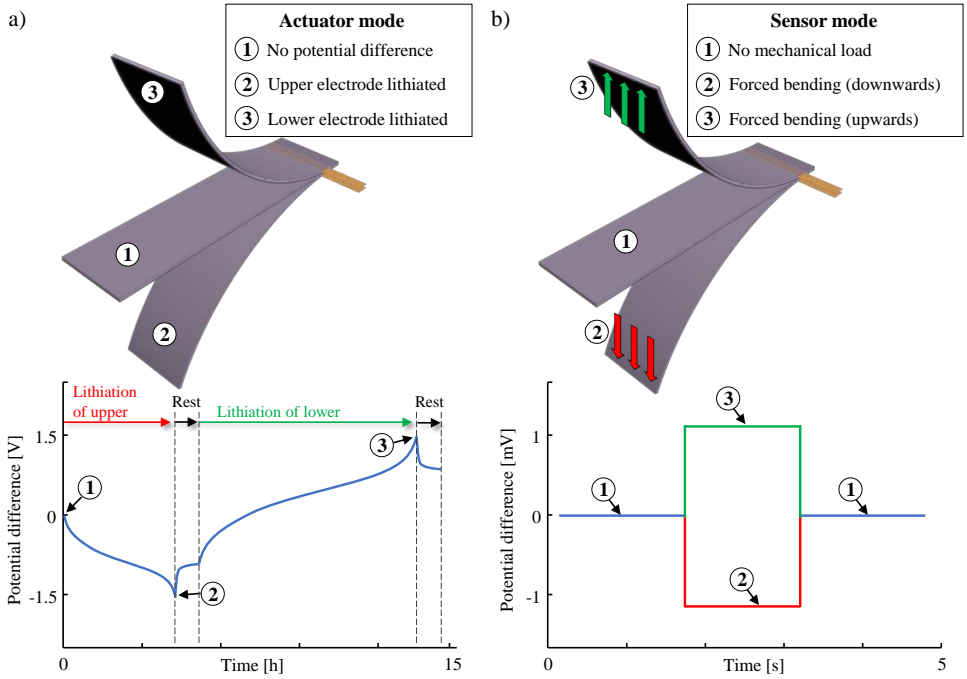 a)
Actuator mode
1 No potential difference
2 Upper electrode lithiated
3 Lower electrode lithiated
3
1
2
Lithiation
of upper
Rest
Lithiation of lower
Rest
Potential difference [V]
1.5
0
-1.5
1
2
3
0
Time [h]
15
b)
Sensor mode
1 No mechanical load
2 Forced bending (downwards)
3 Forced bending (upwards)
3
1
2
Potential difference [mV]
1
0
-1
1
3
1
2
0
Time [s]
5